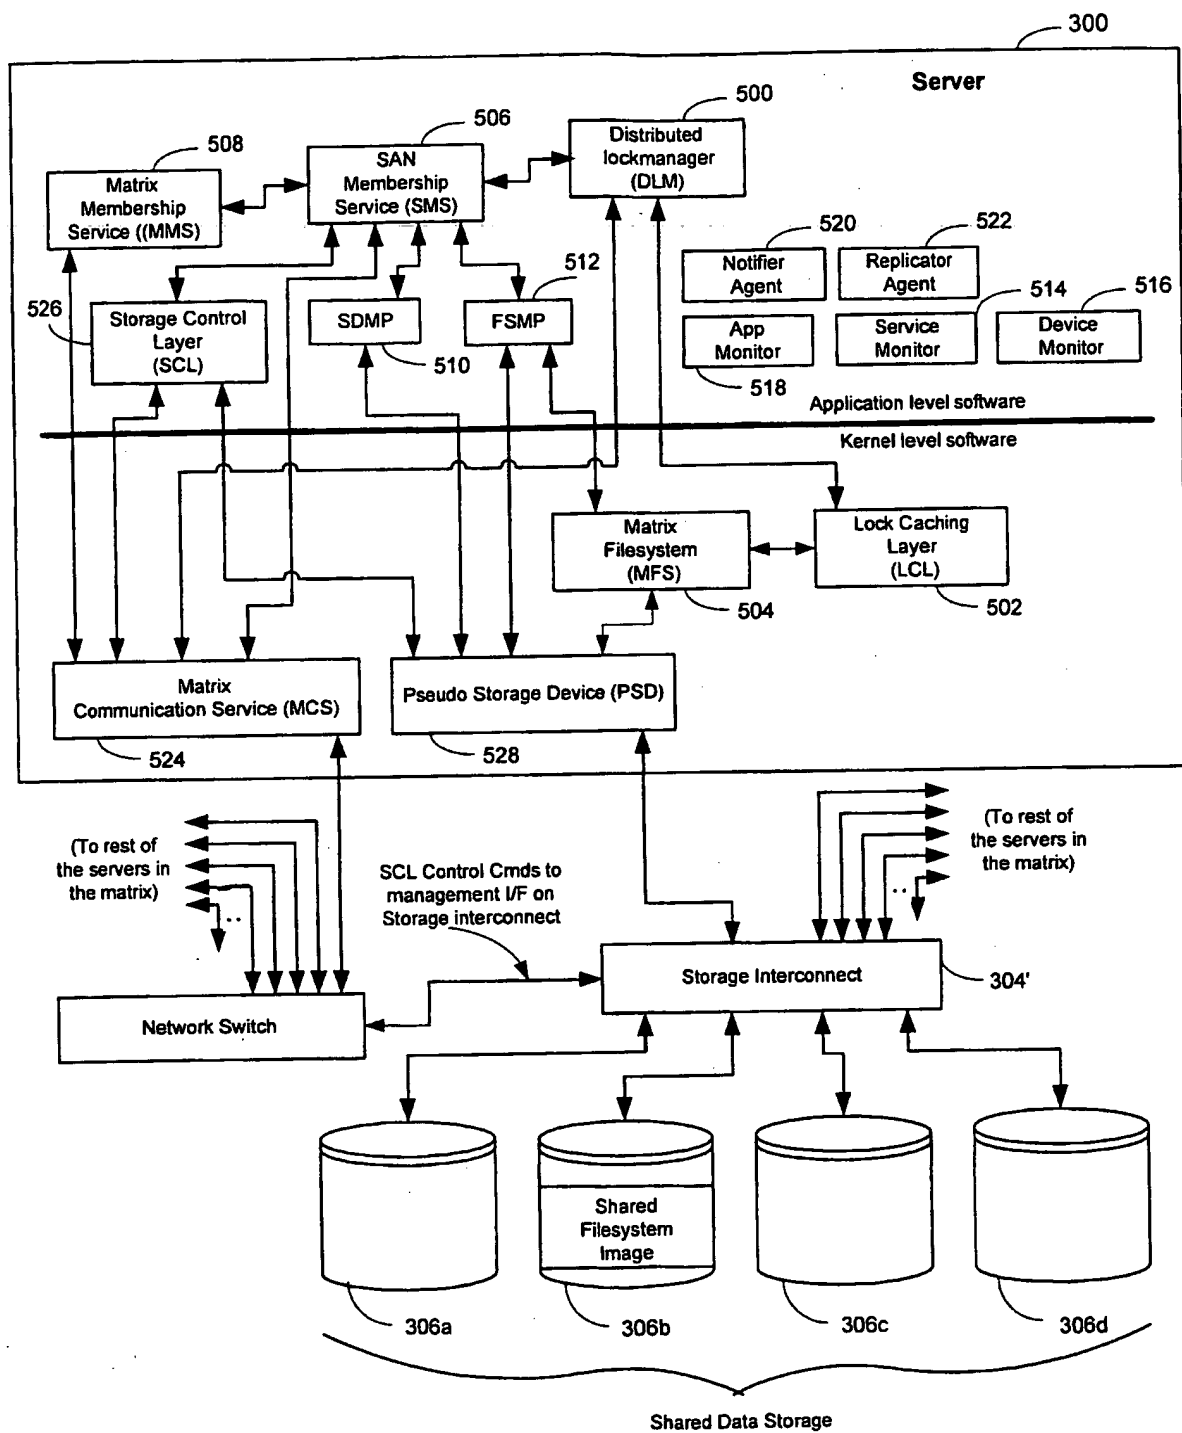 300
Server
500
506
508
Distributed
lockmanager
(DLM)
SAN
Membership
Service (SMS)
Matrix
Membership
Service ((MMS)
520
522
Notifier
Agent
Replicator
Agent
512
514
516
526
Storage Control
Layer
(SCL)
SDMP
FSMP
App
Monitor
Service
Monitor
Device
Monitor
510
518
Application level software
Kernel level software
Matrix
Filesystem
(MFS)
Lock Caching
Layer
(LCL)
504
502
Matrix
Communication Service (MCS)
Pseudo Storage Device (PSD)
524
528
(To rest of
the servers in
the matrix)
(To rest of
the servers in
the matrix)
SCL Control Cmds to
management I/F on
Storage interconnect
Storage Interconnect
304'
Network Switch
Shared
Filesystem
Image
306a
306b
306c
306d
Shared Data Storage